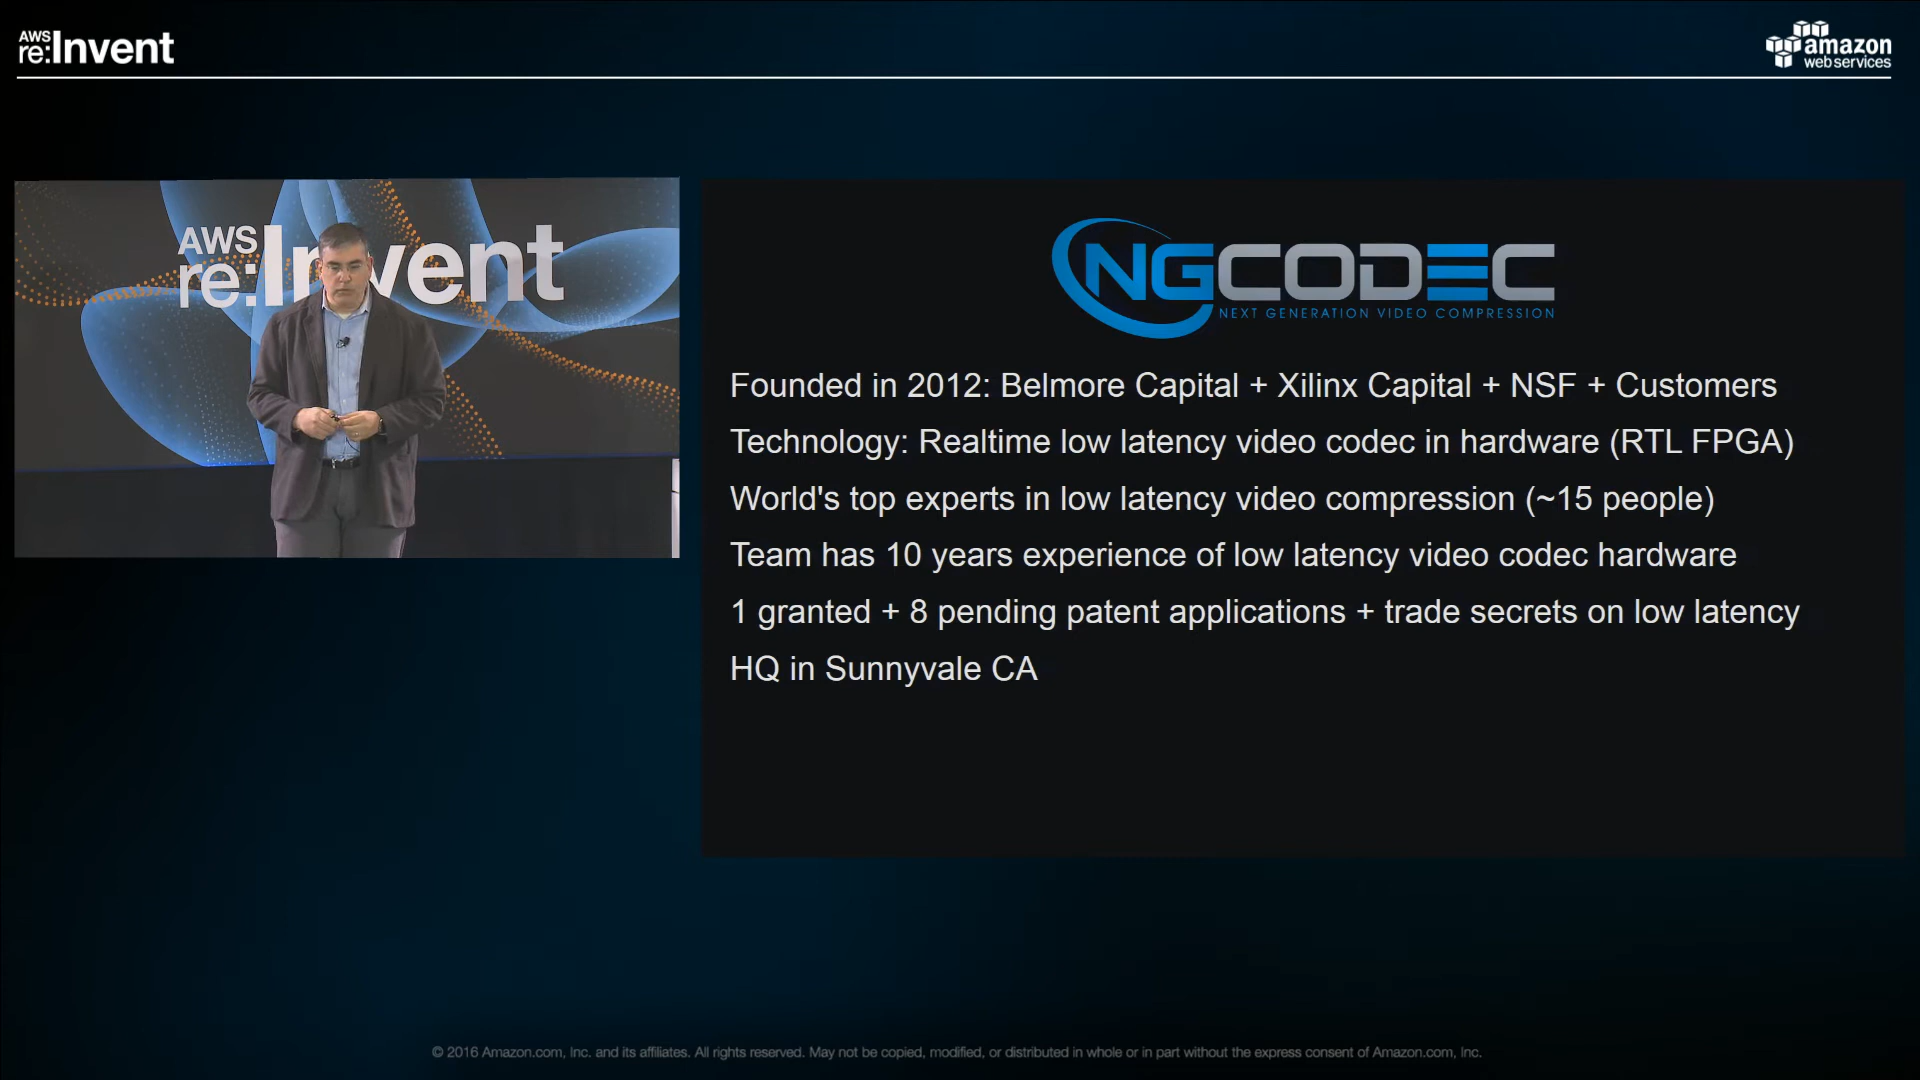 AWS
re:Invent
amazon
webservices
AWS
re:Invent
NGCODEC
NEXT GENERATION VIDEO COMPRESSION
Founded in 2012: Belmore Capital + Xilinx Capital + NSF + Customers
Technology: Realtime low latency video codec in hardware (RTL FPGA)
World's top experts in low latency video compression (~15 people)
Team has 10 years experience of low latency video codec hardware
1 granted + 8 pending patent applications + trade secrets on low latency
HQ in Sunnyvale CA
© 2016 Amazon.com, Inc. and its affiliates. All rights reserved. May not be copied, modified, or distributed in whole or in part without the express consent of Amazon.com, Inc.